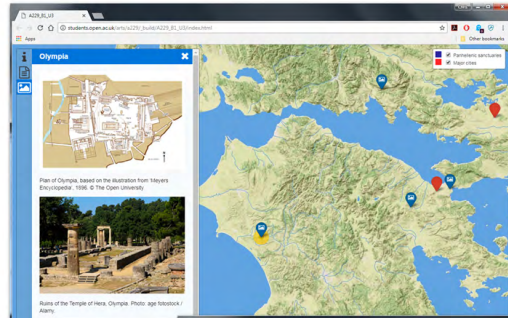 A229_B1_U3
students.open.ac.uk/arts/a229/_build/A229_B1_U3/index.html
Apps
Other bookmarks
Olympia
Plan of Olympia, based on the illustration from 'Meyers
Encyclopedia', 1896. © The Open University
Ruins of the Temple of Hera, Olympia. Photo: age fotostock /
Alamy.
Panhellenic sanctuaries
Major cities